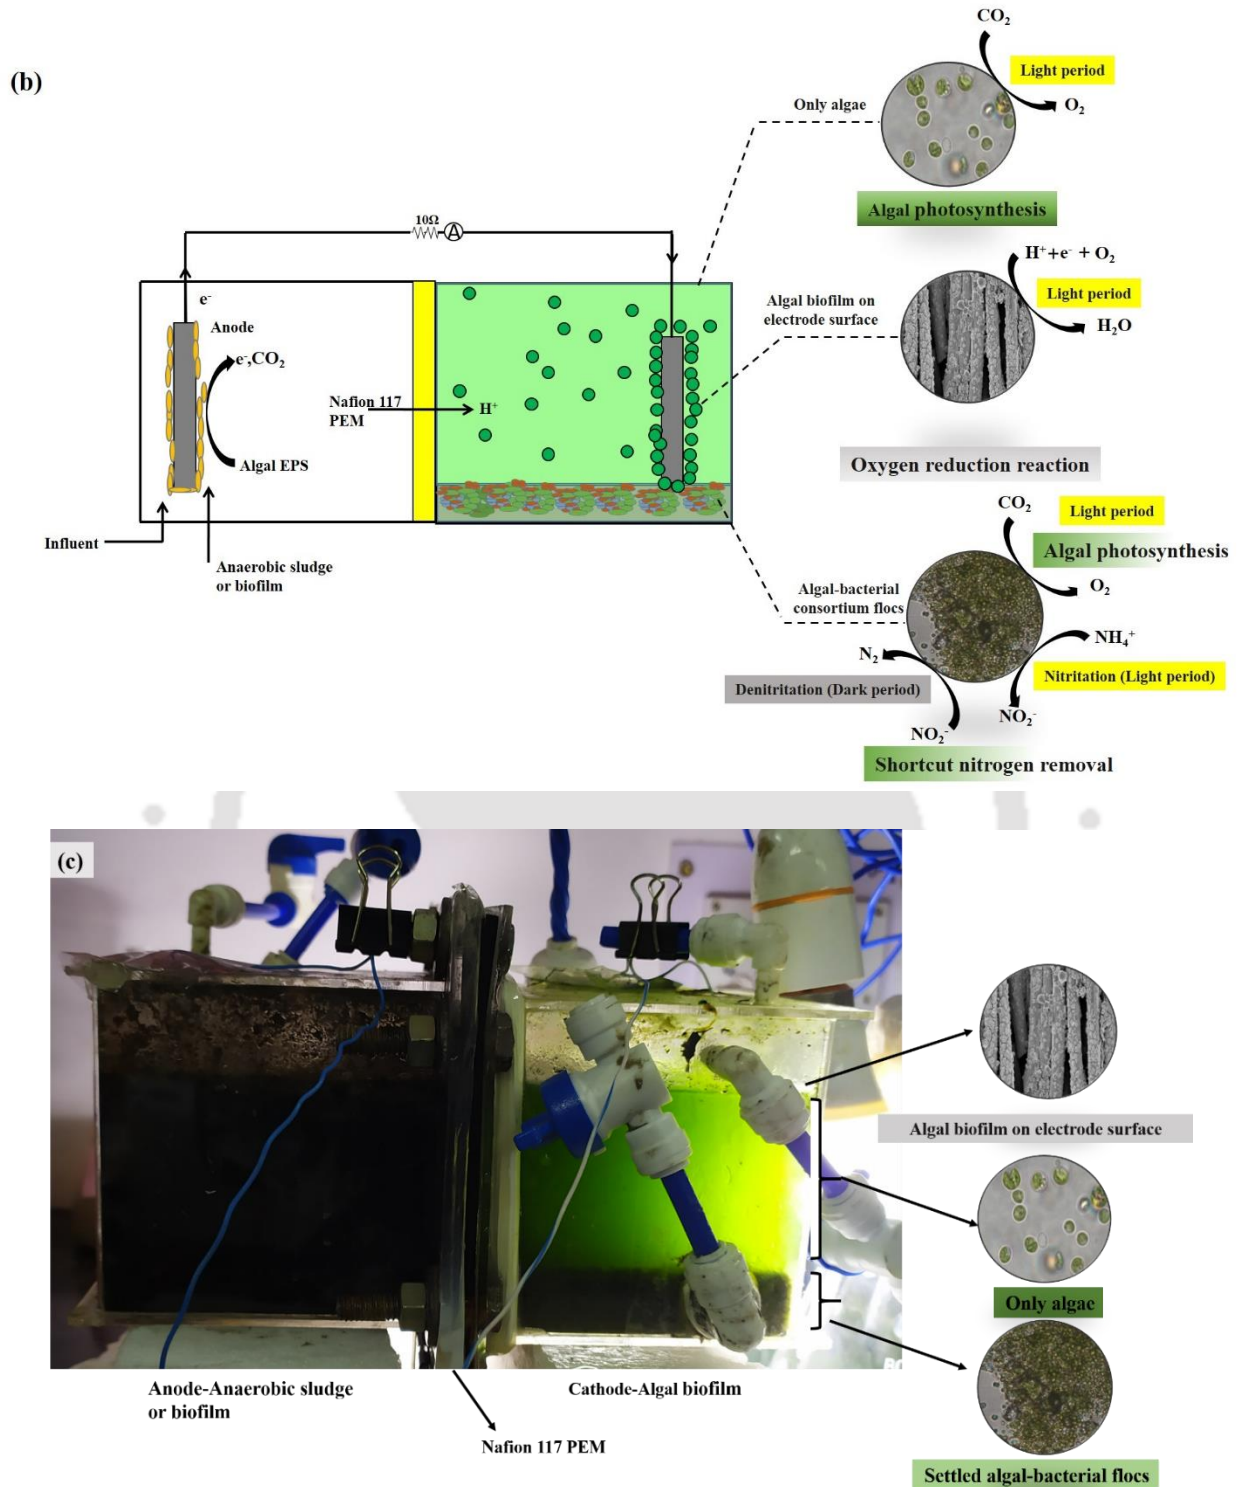 (b)
CO₂
Light period
O₂
Only algae
Algal photosynthesis
10Ω
A
H⁺+e⁻ + O₂
Light period
H₂O
Algal biofilm on
electrode surface
e⁻
Anode
e⁻,CO₂
Nafion 117
PEM
H⁺
Algal EPS
Oxygen reduction reaction
CO₂
Light period
Algal photosynthesis
O₂
Influent
Anaerobic sludge
or biofilm
Algal-bacterial
consortium flocs
NH₄⁺
N₂
Nitritation (Light period)
Denitritation (Dark period)
NO₂⁻
NO₂⁻
Shortcut nitrogen removal
(c)
Algal biofilm on electrode surface
Only algae
Anode-Anaerobic sludge
or biofilm
Cathode-Algal biofilm
Nafion 117 PEM
Settled algal-bacterial flocs